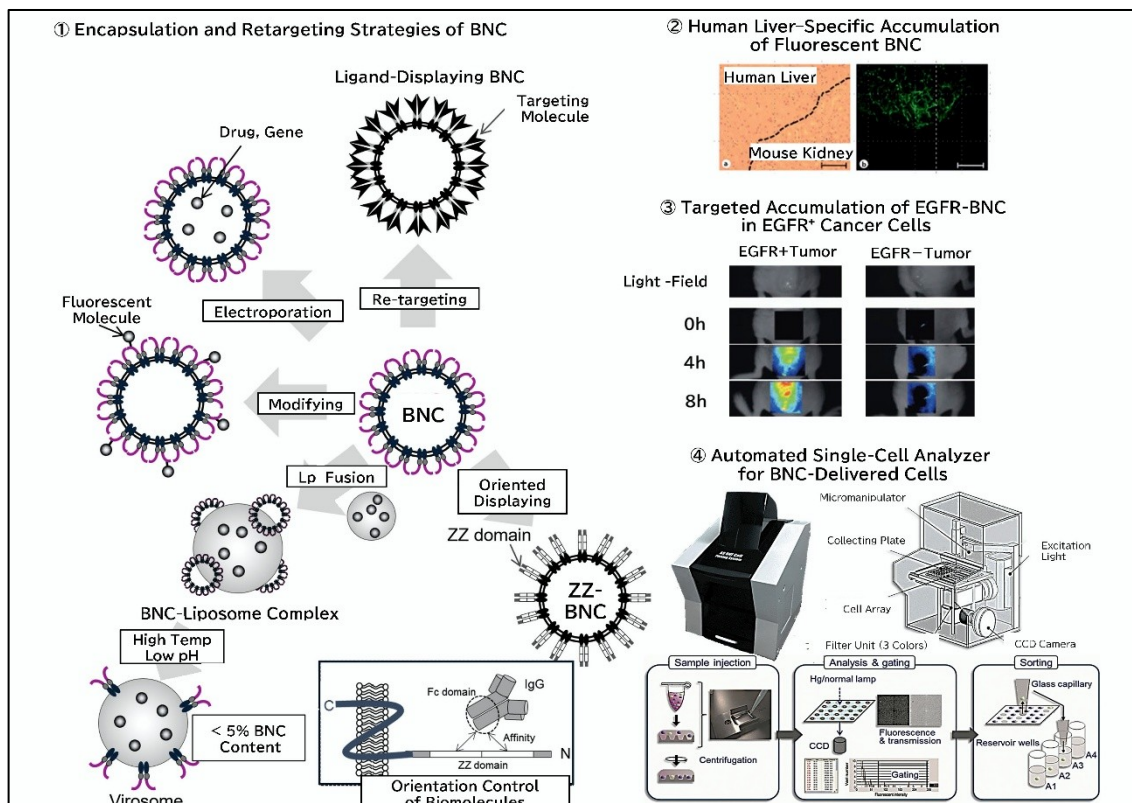 ① Encapsulation and Retargeting Strategies of BNC
Ligand-Displaying BNC
Targeting
Molecule
Drug, Gene
Fluorescent
Molecule
Electroporation
Re-targeting
Modifying
BNC
Lp Fusion
Oriented
Displaying
ZZ domain
ZZ-
BNC
BNC-Liposome Complex
High Temp
Low pH
< 5% BNC
Content
Virosome
C
Fc domain
IgG
Affinity
N
ZZ domain
Orientation Control
of Biomolecules
② Human Liver–Specific Accumulation
of Fluorescent BNC
Human Liver
Mouse Kidney
a
b
③ Targeted Accumulation of EGFR-BNC
in EGFR⁺ Cancer Cells
EGFR+Tumor
EGFR−Tumor
Light -Field
0h
4h
8h
④ Automated Single-Cell Analyzer
for BNC-Delivered Cells
Micromanipulator
Collecting Plate
Excitation
Light
Cell Array
CCD Camera
: Filter Unit (3 Colors)
Sample injection
Centrifugation
Analysis & gating
Hg/normal lamp
Fluorescence
& transmission
CCD
Gating
Sorting
Glass capillary
Reservoir wells
A4
A3
A2
A1